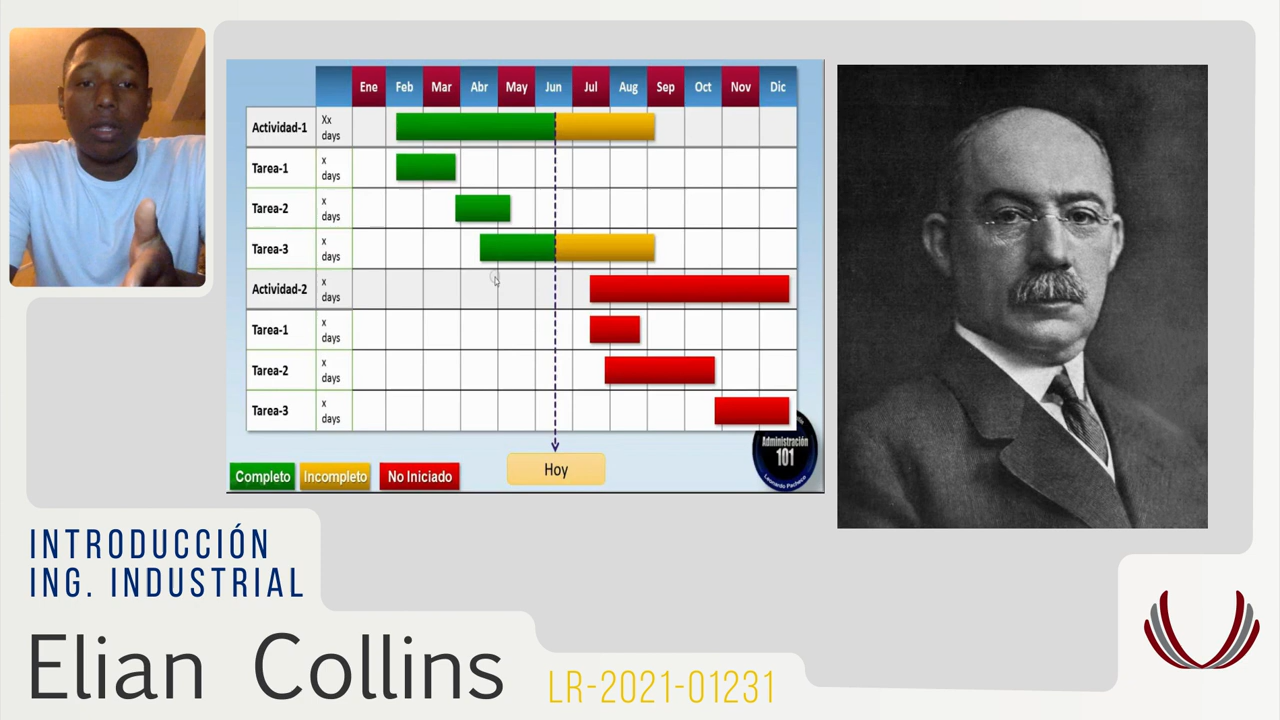 Ene Feb Mar Abr May Jun Jul Aug Sep Oct Nov Dic
Actividad-1 Xx days
Tarea-1 x days
Tarea-2 x days
Tarea-3 x days
Actividad-2 x days
Tarea-1 x days
Tarea-2 x days
Tarea-3 x days
Completo Incompleto No Iniciado
Hoy
Administración
101
Leonardo Pacheco
INTRODUCCIÓN
ING. INDUSTRIAL
Elian Collins
LR-2021-01231